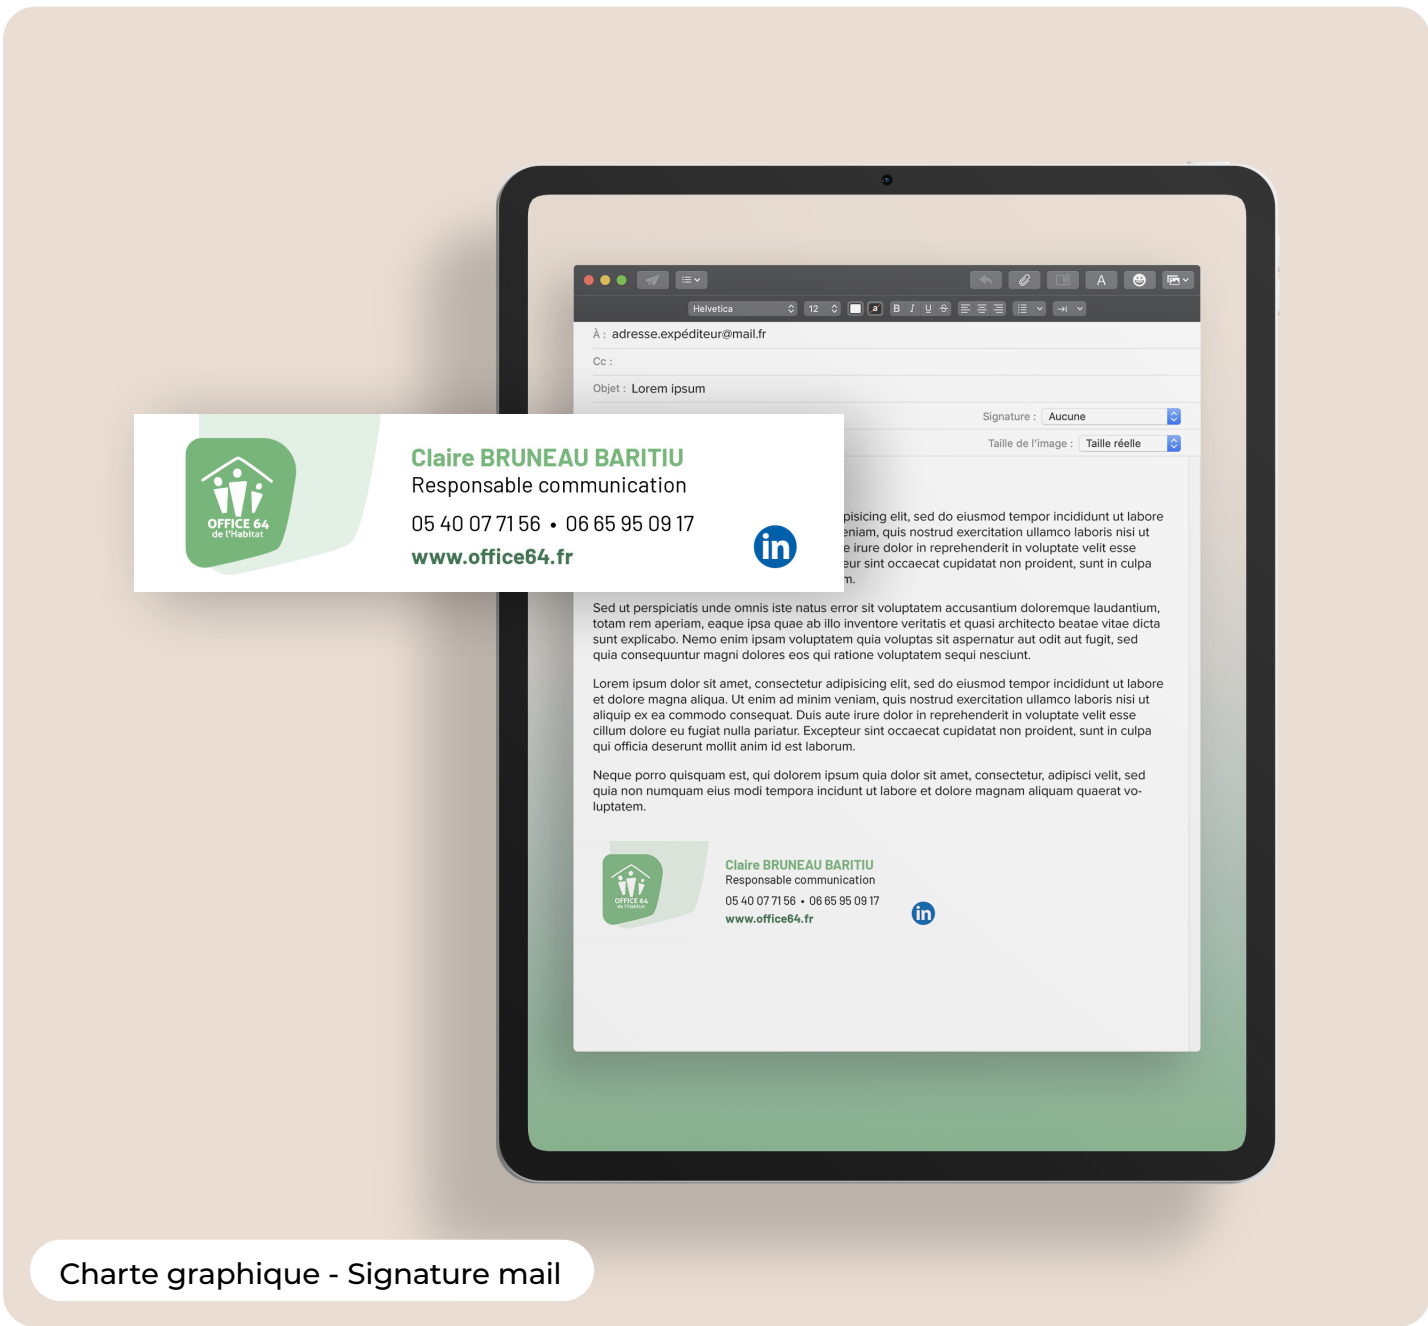 Helvetica
12
a
B I U S
A
À : adresse.expéditeur@mail.fr
Cc :
Objet : Lorem ipsum
Signature : Aucune
Taille de l'image : Taille réelle
OFFICE 64
de l'Habitat
Claire BRUNEAU BARITIU
Responsable communication
05 40 07 71 56 • 06 65 95 09 17
www.office64.fr
in
pisicing elit, sed do eiusmod tempor incididunt ut labore
eniam, quis nostrud exercitation ullamco laboris nisi ut
e irure dolor in reprehenderit in voluptate velit esse
eur sint occaecat cupidatat non proident, sunt in culpa
m.
Sed ut perspiciatis unde omnis iste natus error sit voluptatem accusantium doloremque laudantium,
totam rem aperiam, eaque ipsa quae ab illo inventore veritatis et quasi architecto beatae vitae dicta
sunt explicabo. Nemo enim ipsam voluptatem quia voluptas sit aspernatur aut odit aut fugit, sed
quia consequuntur magni dolores eos qui ratione voluptatem sequi nesciunt.
Lorem ipsum dolor sit amet, consectetur adipisicing elit, sed do eiusmod tempor incididunt ut labore
et dolore magna aliqua. Ut enim ad minim veniam, quis nostrud exercitation ullamco laboris nisi ut
aliquip ex ea commodo consequat. Duis aute irure dolor in reprehenderit in voluptate velit esse
cillum dolore eu fugiat nulla pariatur. Excepteur sint occaecat cupidatat non proident, sunt in culpa
qui officia deserunt mollit anim id est laborum.
Neque porro quisquam est, qui dolorem ipsum quia dolor sit amet, consectetur, adipisci velit, sed
quia non numquam eius modi tempora incidunt ut labore et dolore magnam aliquam quaerat vo-
luptatem.
OFFICE 64
de l'Habitat
Claire BRUNEAU BARITIU
Responsable communication
05 40 07 71 56 • 06 65 95 09 17
www.office64.fr
in
Charte graphique - Signature mail